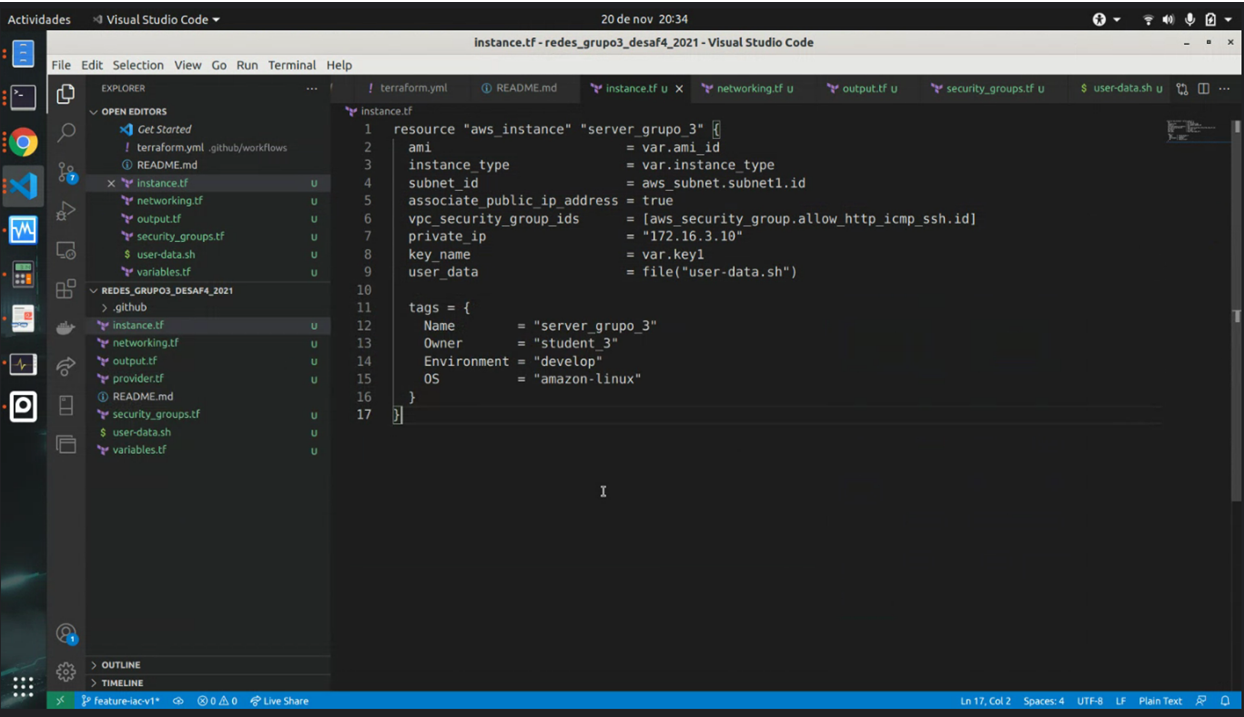 Actividades Visual Studio Code 20 de nov 20:34
instance.tf - redes_grupo3_desaf4_2021 - Visual Studio Code
File Edit Selection View Go Run Terminal Help
EXPLORER
OPEN EDITORS
Get Started
! terraform.yml .github/workflows
README.md
instance.tf U
networking.tf U
output.tf U
security_groups.tf U
$ user-data.sh U
variables.tf U
REDES_GRUPO3_DESAF4_2021
.github
instance.tf U
networking.tf U
output.tf U
provider.tf U
README.md
security_groups.tf U
$ user-data.sh U
variables.tf U
OUTLINE
TIMELINE
7
1
! terraform.yml README.md instance.tf U networking.tf U output.tf U security_groups.tf U $ user-data.sh U
instance.tf
1 resource "aws_instance" "server_grupo_3" {
2 ami = var.ami_id
3 instance_type = var.instance_type
4 subnet_id = aws_subnet.subnet1.id
5 associate_public_ip_address = true
6 vpc_security_group_ids = [aws_security_group.allow_http_icmp_ssh.id]
7 private_ip = "172.16.3.10"
8 key_name = var.key1
9 user_data = file("user-data.sh")
10
11 tags = {
12 Name = "server_grupo_3"
13 Owner = "student_3"
14 Environment = "develop"
15 OS = "amazon-linux"
16 }
17 }
feature-iac-v1* 0 0 Live Share Ln 17, Col 2 Spaces: 4 UTF-8 LF Plain Text